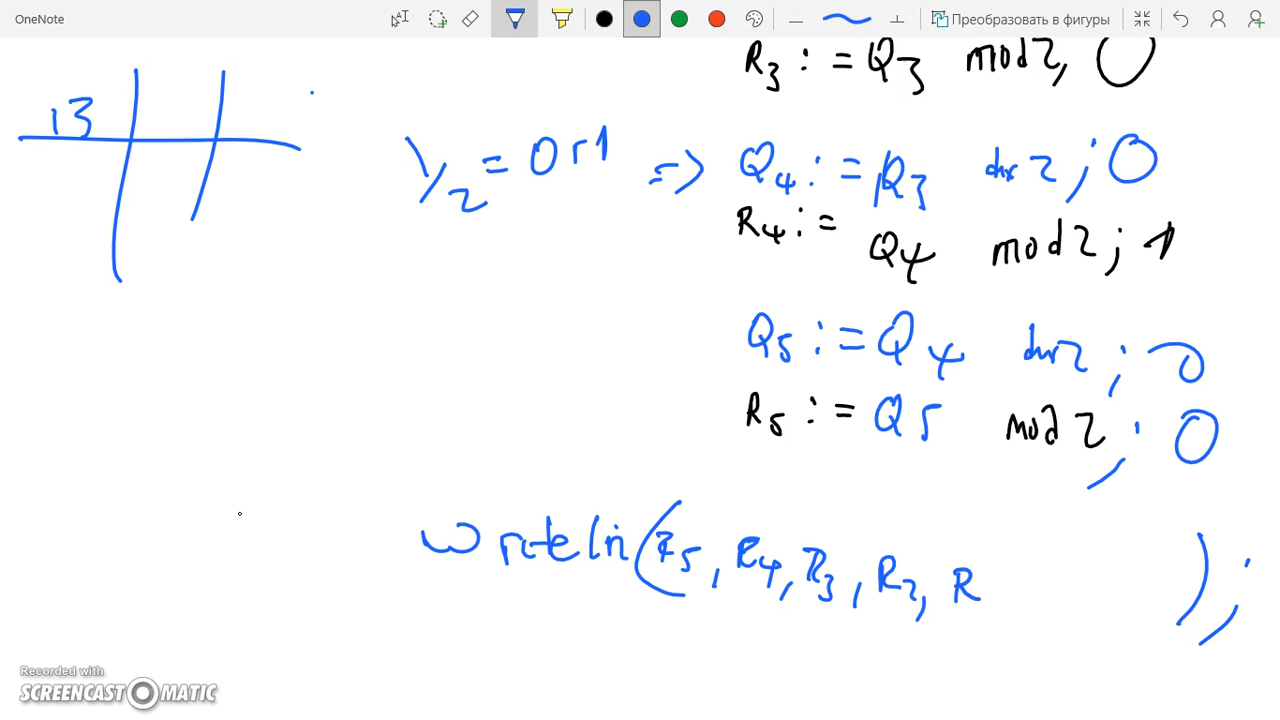 OneNote
Преобразовать в фигуры
R3 := Q3 mod 2, 0
13
1/2 = 0 r 1 => Q4 := Q3 div 2 ; 0
R4 := Q4 mod 2 ; 1
Q5 := Q4 div 2 ; 0
R5 := Q5 mod 2 ; 0
writeln(R5, R4, R3, R2, R );
Recorded with
SCREENCAST-O-MATIC